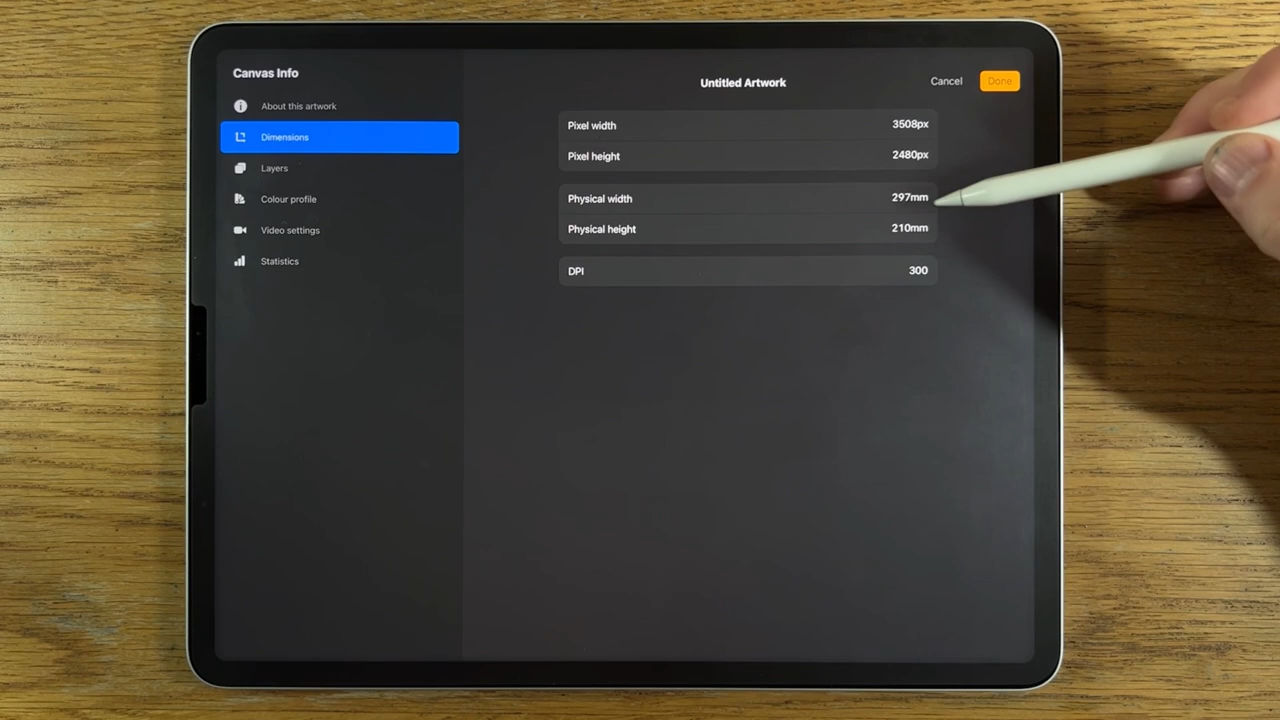 Canvas Info
About this artwork
Dimensions
Layers
Colour profile
Video settings
Statistics
Untitled Artwork
Cancel
Done
Pixel width 3508px
Pixel height 2480px
Physical width 297mm
Physical height 210mm
DPI 300